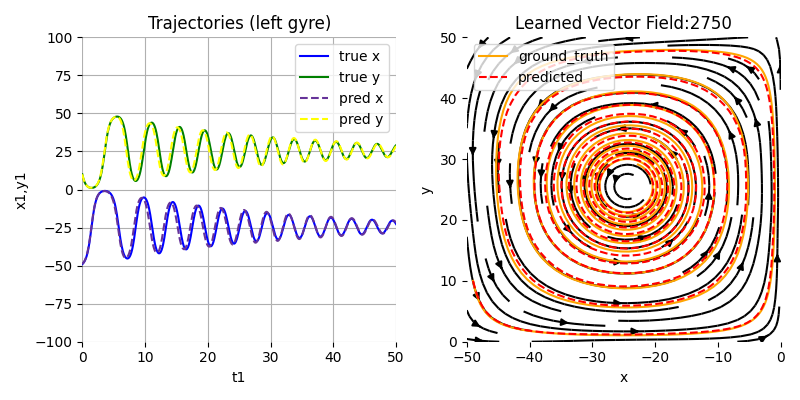 Trajectories (left gyre)
100
75
50
25
0
−25
−50
−75
−100
x1,y1
0
10
20
30
40
50
t1
true x
true y
pred x
pred y
Learned Vector Field:2750
50
40
30
20
10
0
y
−50
−40
−30
−20
−10
0
x
ground_truth
predicted